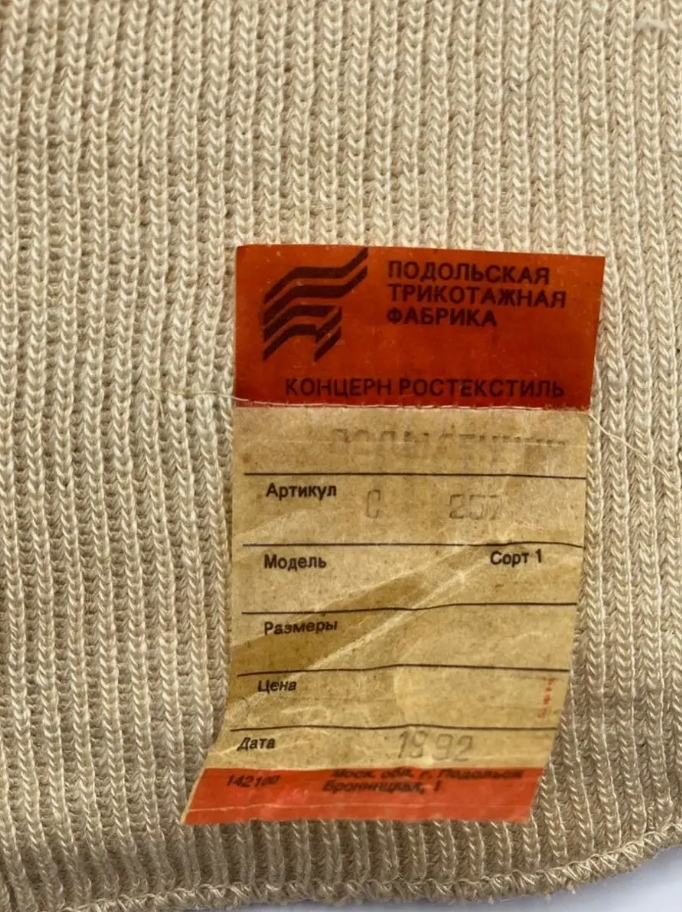 ПОДОЛЬСКАЯ
ТРИКОТАЖНАЯ
ФАБРИКА
КОНЦЕРН РОСТЕКСТИЛЬ
Артикул С 257
Модель Сорт 1
Размеры
Цена
Дата 1992
142100 Моск. обл. г. Подольск
Бронницкая, 1